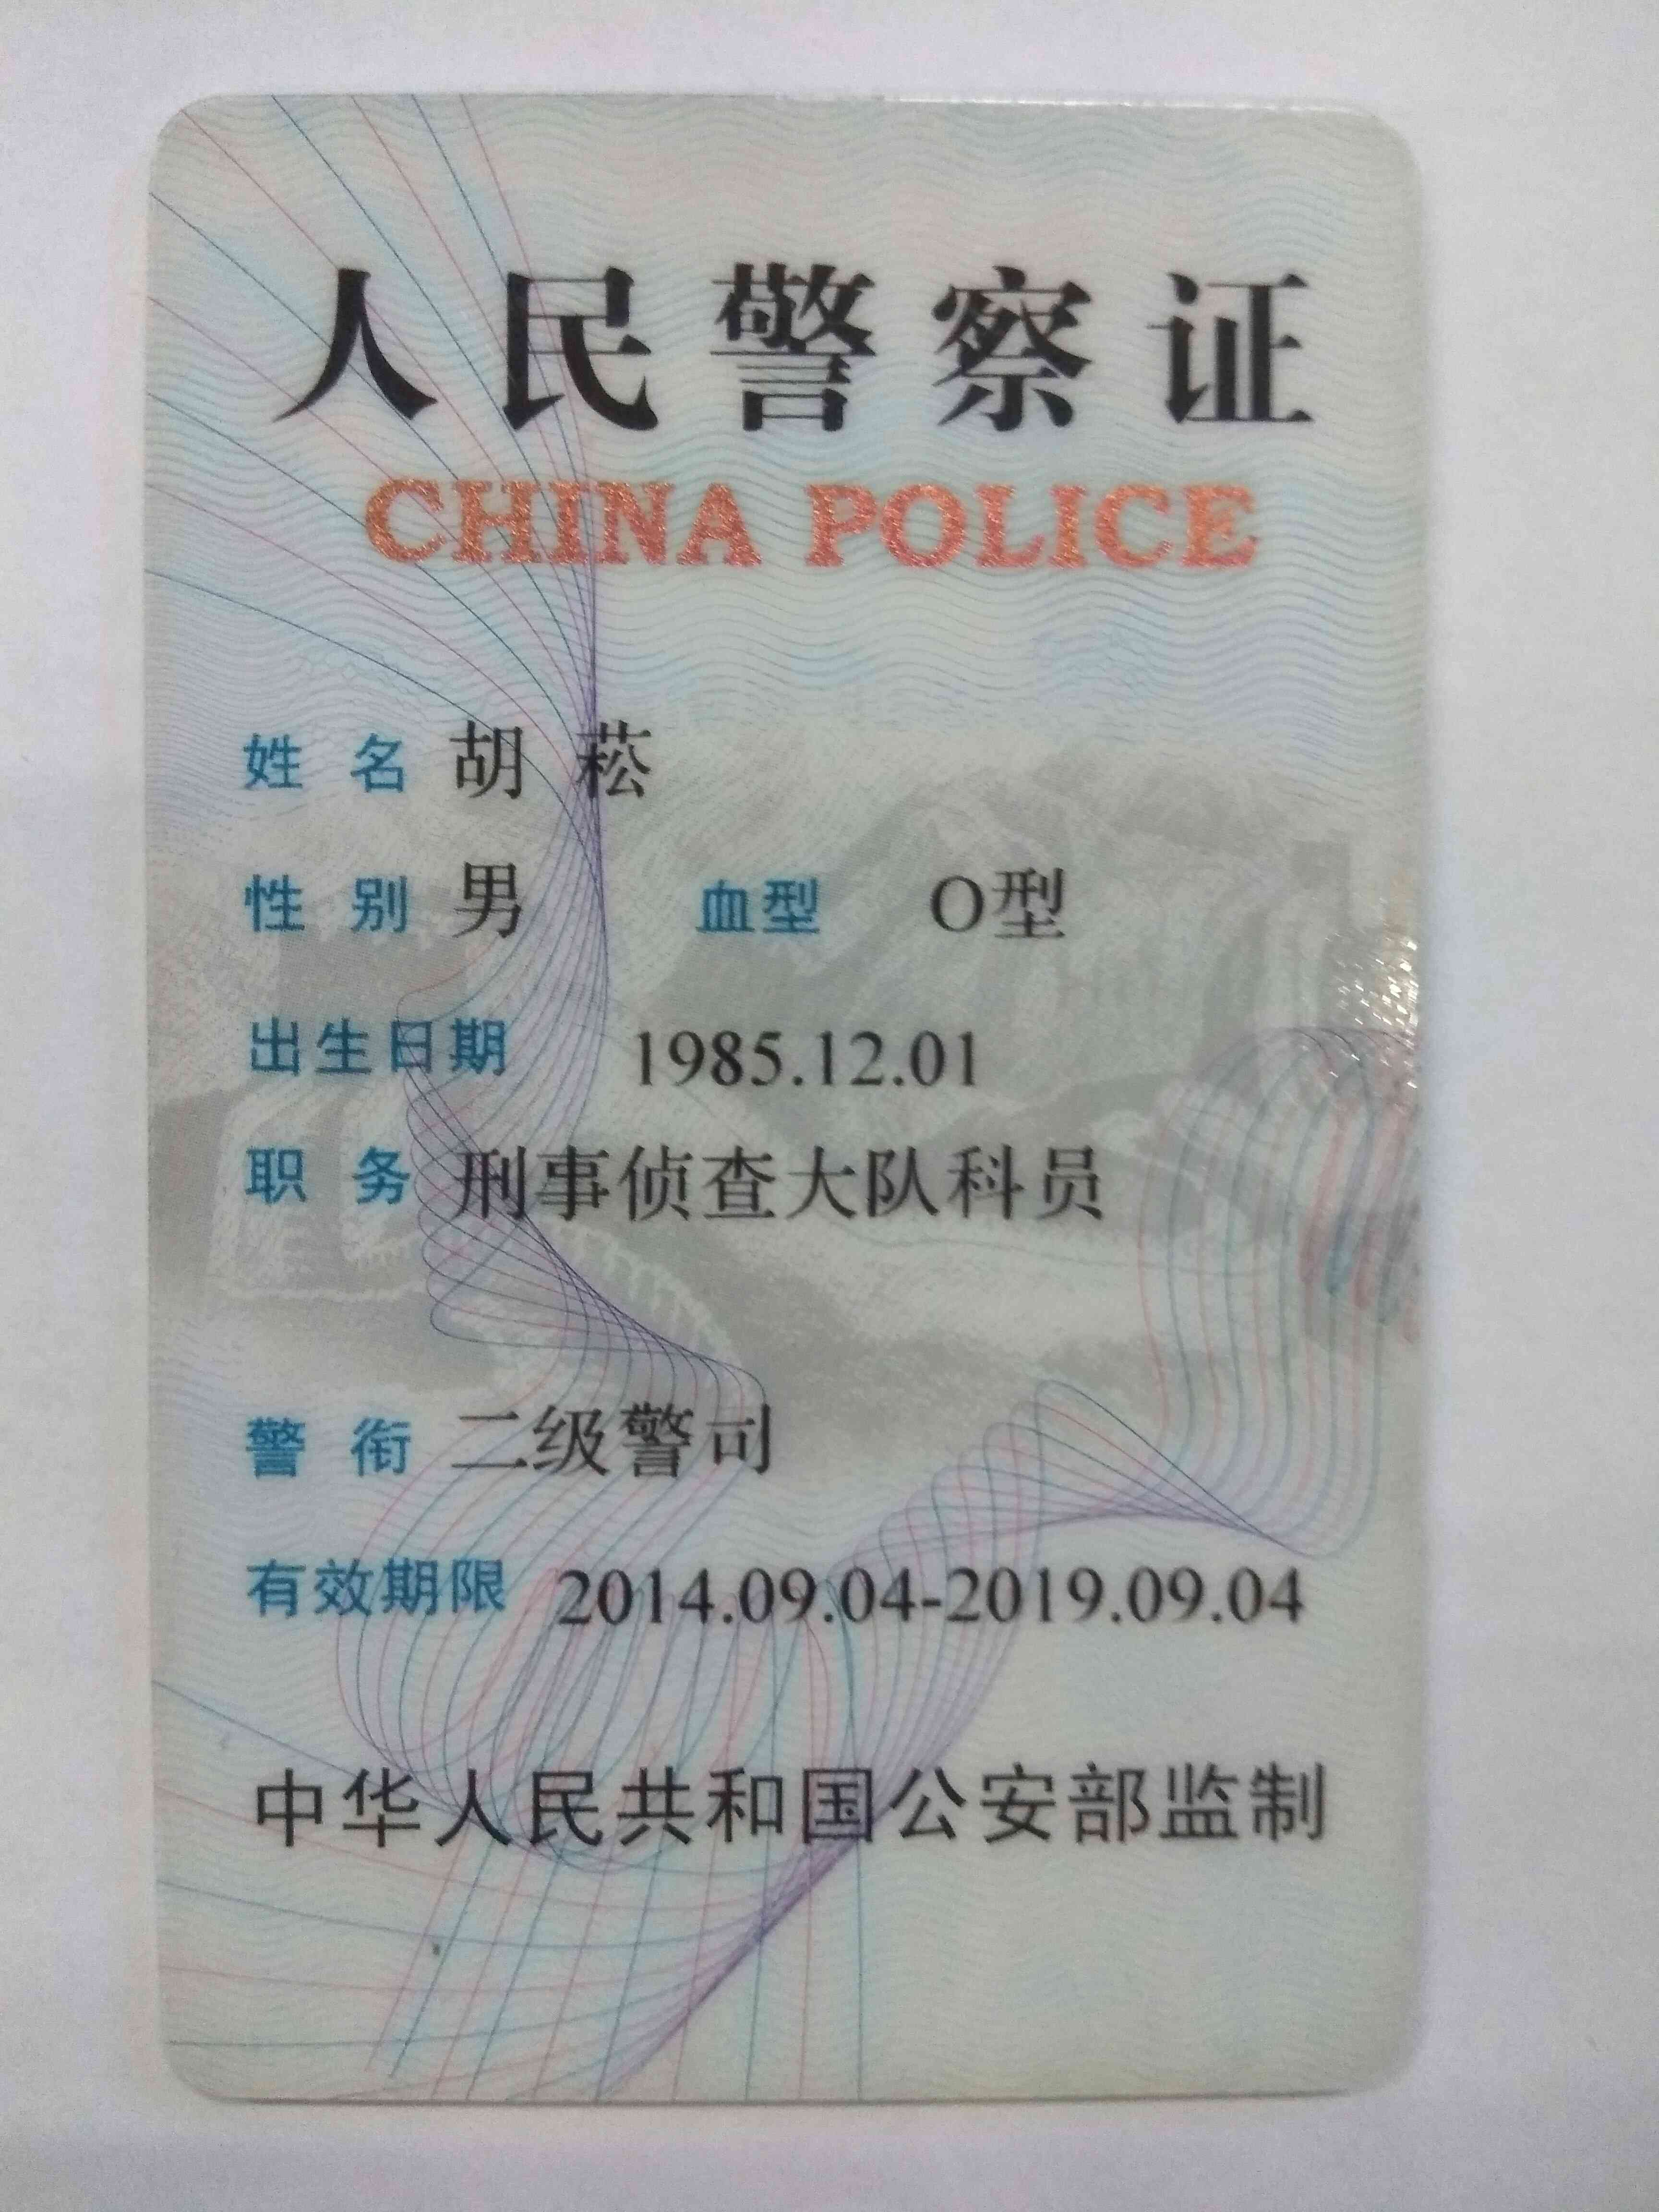 人民警察证
CHINA POLICE
姓 名 胡 菘
性 别 男 血型 O型
出生日期 1985.12.01
职 务 刑事侦查大队科员
警 衔 二级警司
有效期限 2014.09.04-2019.09.04
中华人民共和国公安部监制